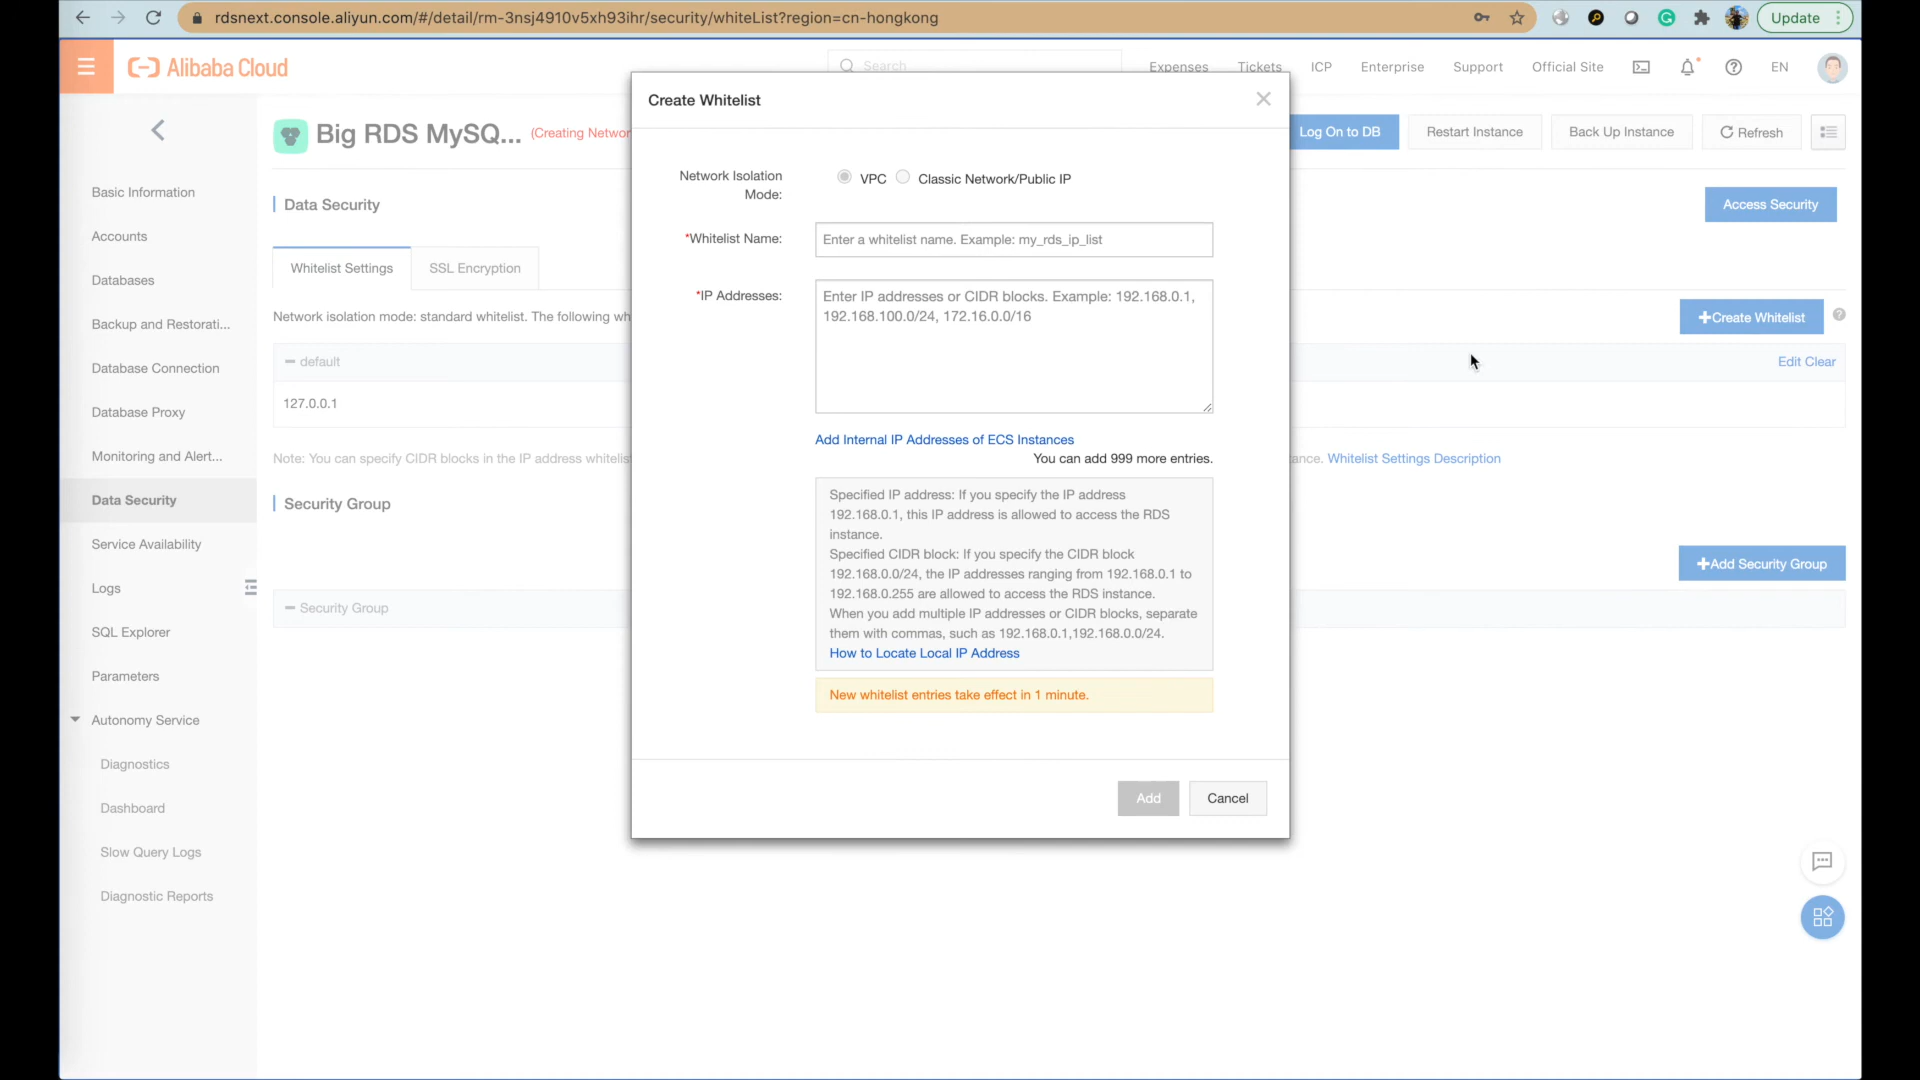 rdsnext.console.aliyun.com/#/detail/rm-3nsj4910v5xh93ihr/security/whiteList?region=cn-hongkong
Update
Alibaba Cloud
Search
Expenses
Tickets
ICP
Enterprise
Support
Official Site
EN
Create Whitelist
Big RDS MySQ...
(Creating Networ
Log On to DB
Restart Instance
Back Up Instance
Refresh
Basic Information
Accounts
Databases
Backup and Restorati...
Database Connection
Database Proxy
Monitoring and Alert...
Data Security
Service Availability
Logs
SQL Explorer
Parameters
Autonomy Service
Diagnostics
Dashboard
Slow Query Logs
Diagnostic Reports
Data Security
Access Security
Whitelist Settings
SSL Encryption
Network isolation mode: standard whitelist. The following wh
+Create Whitelist
default
Edit Clear
127.0.0.1
Note: You can specify CIDR blocks in the IP address whitelis
ance. Whitelist Settings Description
Security Group
+Add Security Group
Security Group
Network Isolation
Mode:
VPC
Classic Network/Public IP
*Whitelist Name:
Enter a whitelist name. Example: my_rds_ip_list
*IP Addresses:
Enter IP addresses or CIDR blocks. Example: 192.168.0.1,
192.168.100.0/24, 172.16.0.0/16
Add Internal IP Addresses of ECS Instances
You can add 999 more entries.
Specified IP address: If you specify the IP address
192.168.0.1, this IP address is allowed to access the RDS
instance.
Specified CIDR block: If you specify the CIDR block
192.168.0.0/24, the IP addresses ranging from 192.168.0.1 to
192.168.0.255 are allowed to access the RDS instance.
When you add multiple IP addresses or CIDR blocks, separate
them with commas, such as 192.168.0.1,192.168.0.0/24.
How to Locate Local IP Address
New whitelist entries take effect in 1 minute.
Add
Cancel